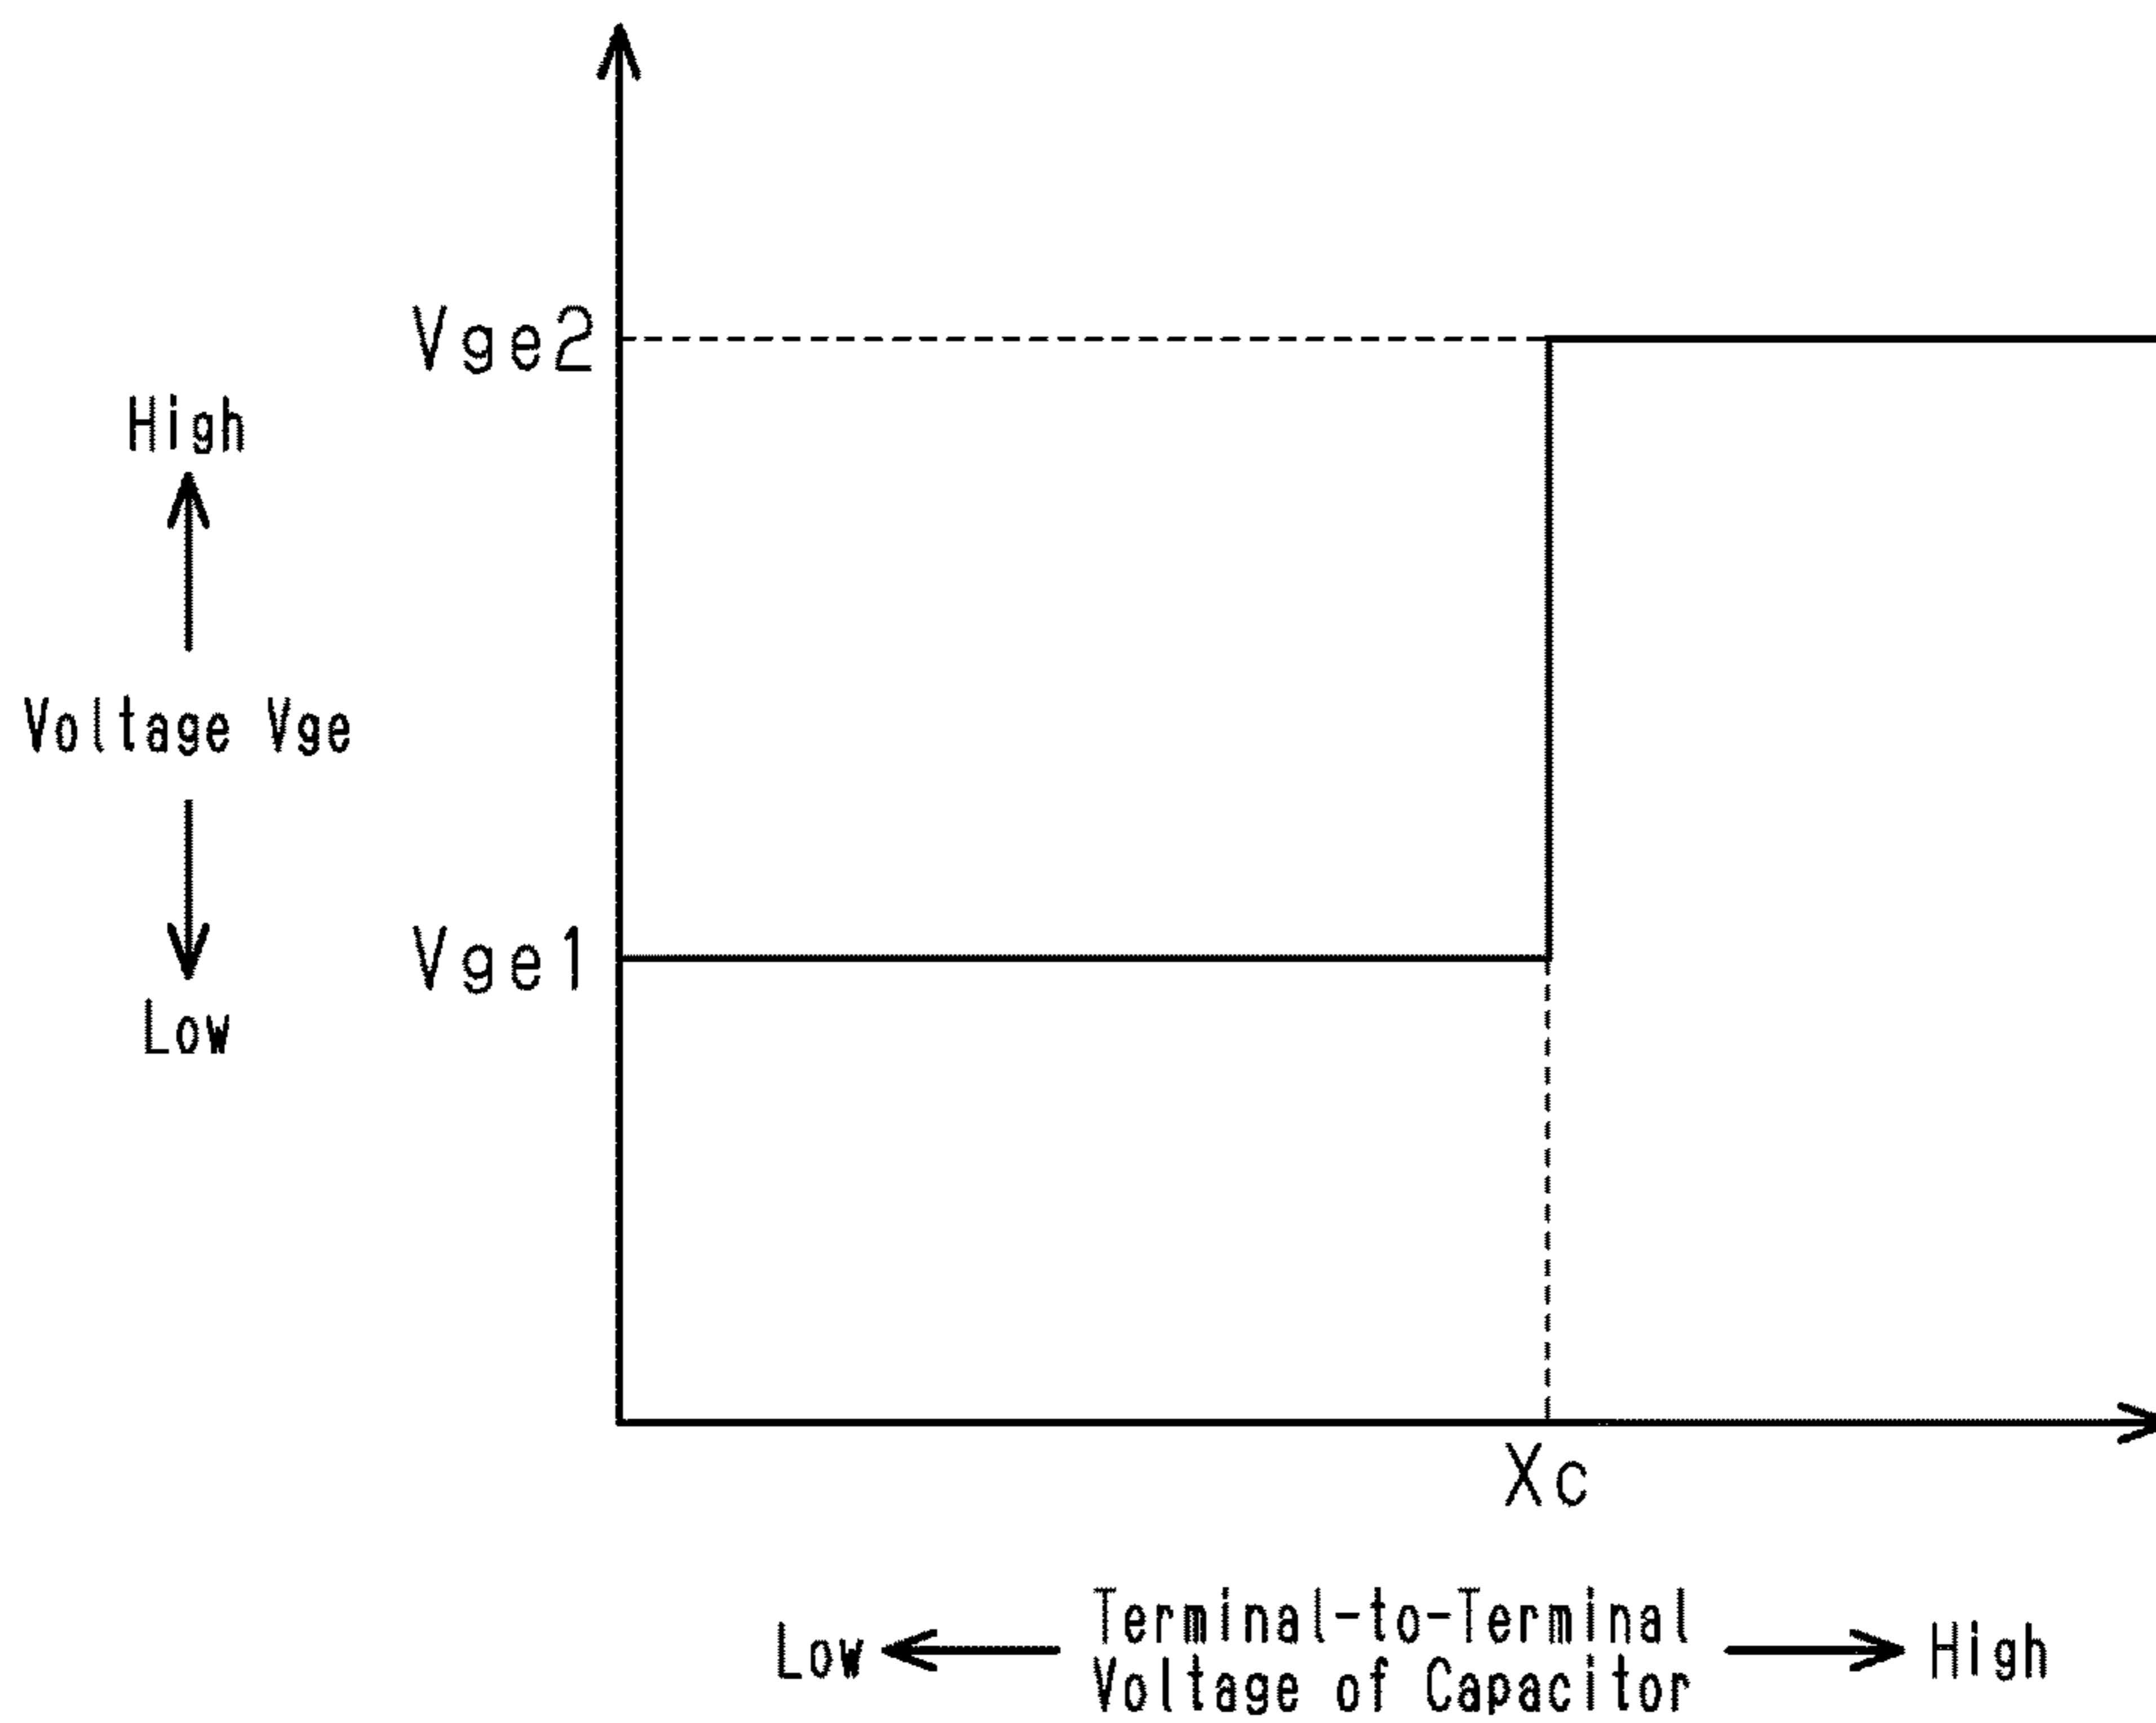 Vge2
High
Voltage Vge
Vge1
Low
Xc
Low
Terminal-to-Terminal
Voltage of Capacitor
High